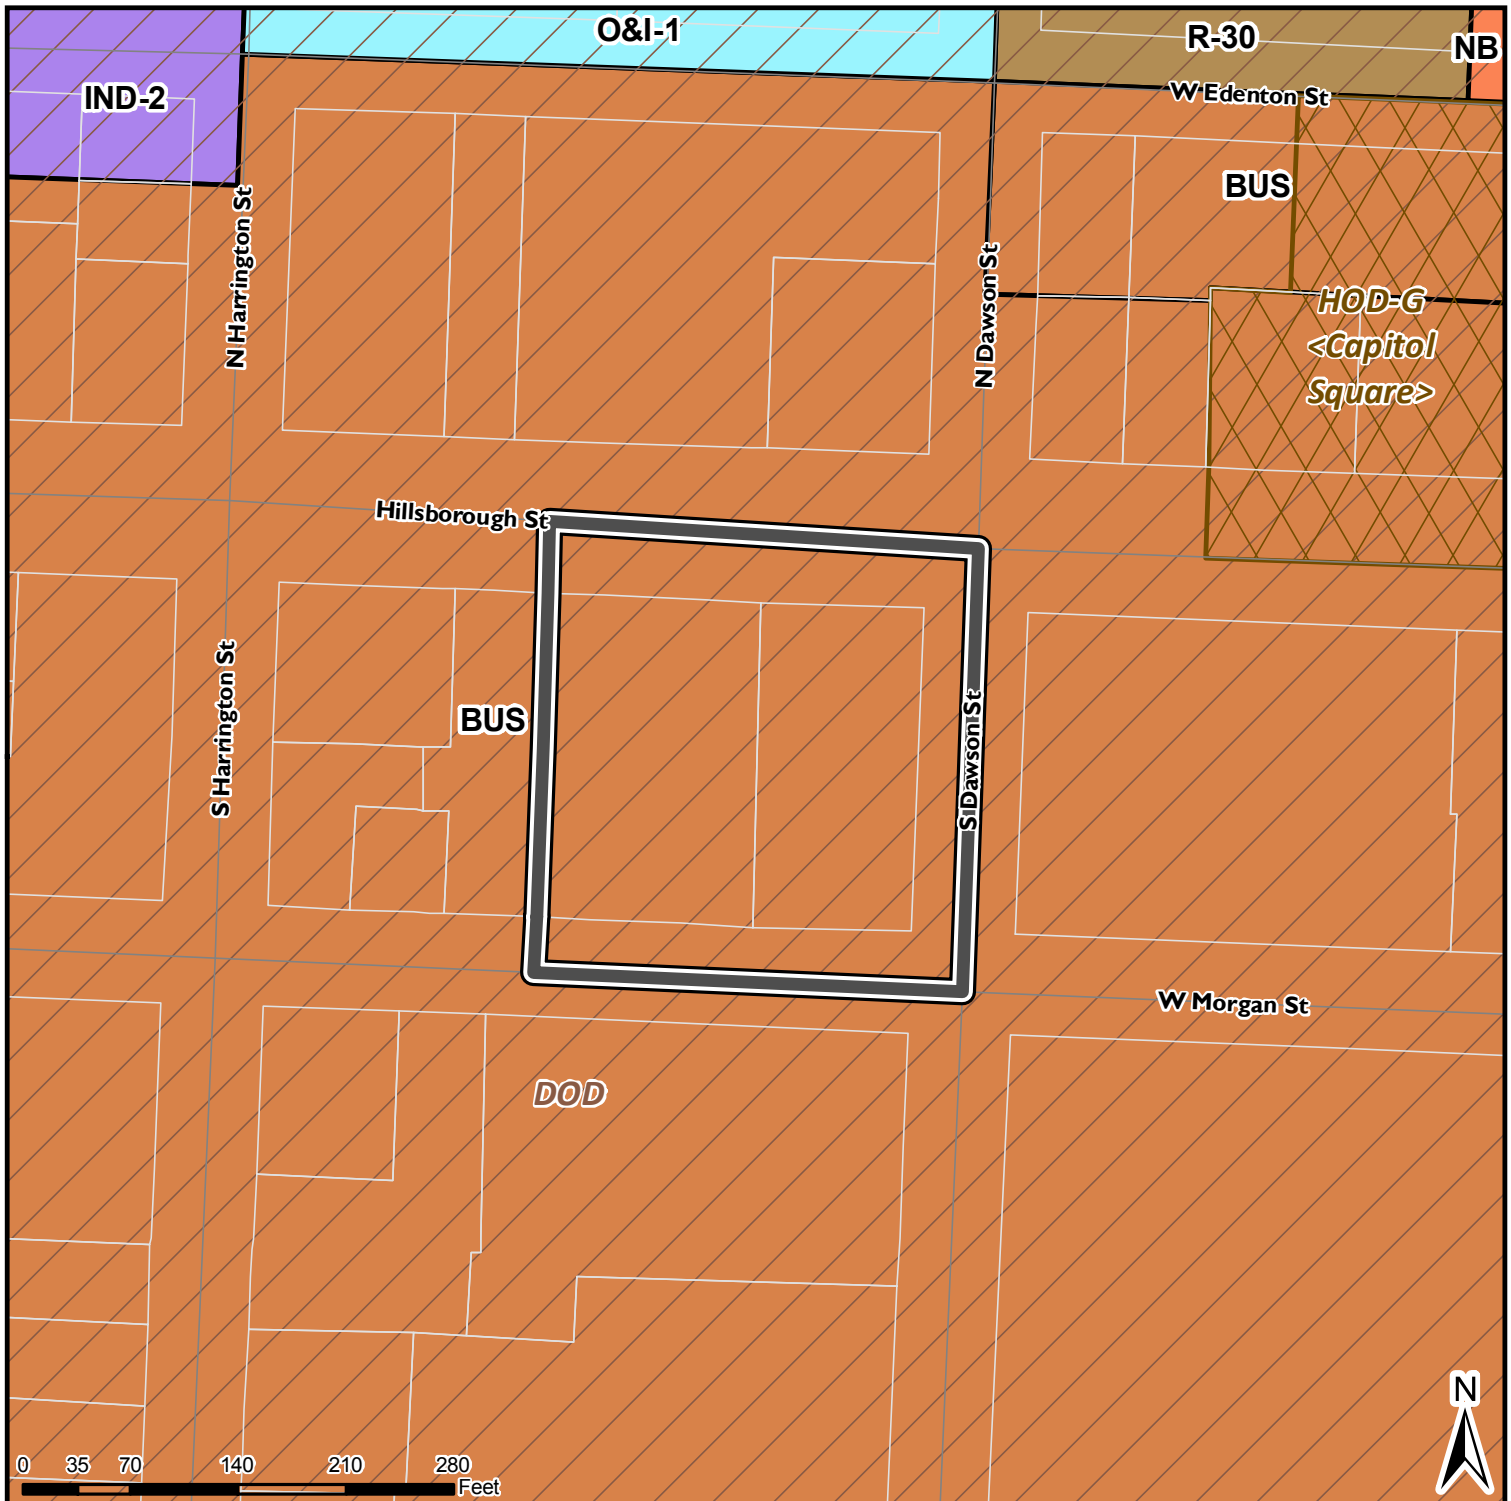 O&I-1
R-30
NB
IND-2
W Edenton St
BUS
N Harrington St
N Dawson St
HOD-G
<Capitol
Square>
Hillsborough St
S Harrington St
BUS
S Dawson St
W Morgan St
DOD
N
0 35 70 140 210 280
Feet